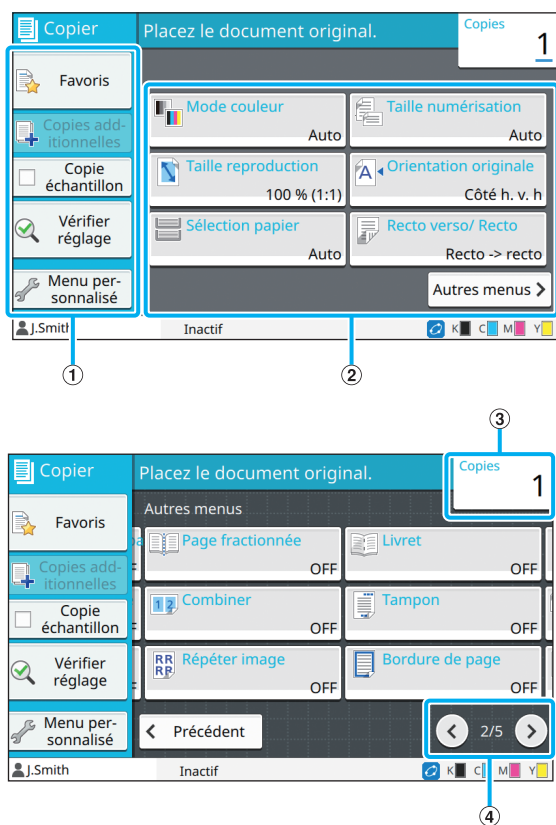 Copier
Placez le document original.
Copies
1
Favoris
Copies add-
itionnelles
Copie
échantillon
Vérifier
réglage
Menu per-
sonnalisé
Mode couleur
Auto
Taille numérisation
Auto
Taille reproduction
100 % (1:1)
Orientation originale
Côté h. v. h
Sélection papier
Auto
Recto verso/ Recto
Recto -> recto
Autres menus
J.Smith
Inactif
K C M Y
1
2
3
Copier
Placez le document original.
Copies
1
Autres menus
Favoris
Copies add-
itionnelles
Copie
échantillon
Vérifier
réglage
Menu per-
sonnalisé
Page fractionnée
OFF
Livret
OFF
Combiner
OFF
Tampon
OFF
Répéter image
OFF
Bordure de page
OFF
Précédent
2/5
J.Smith
Inactif
K C M Y
4